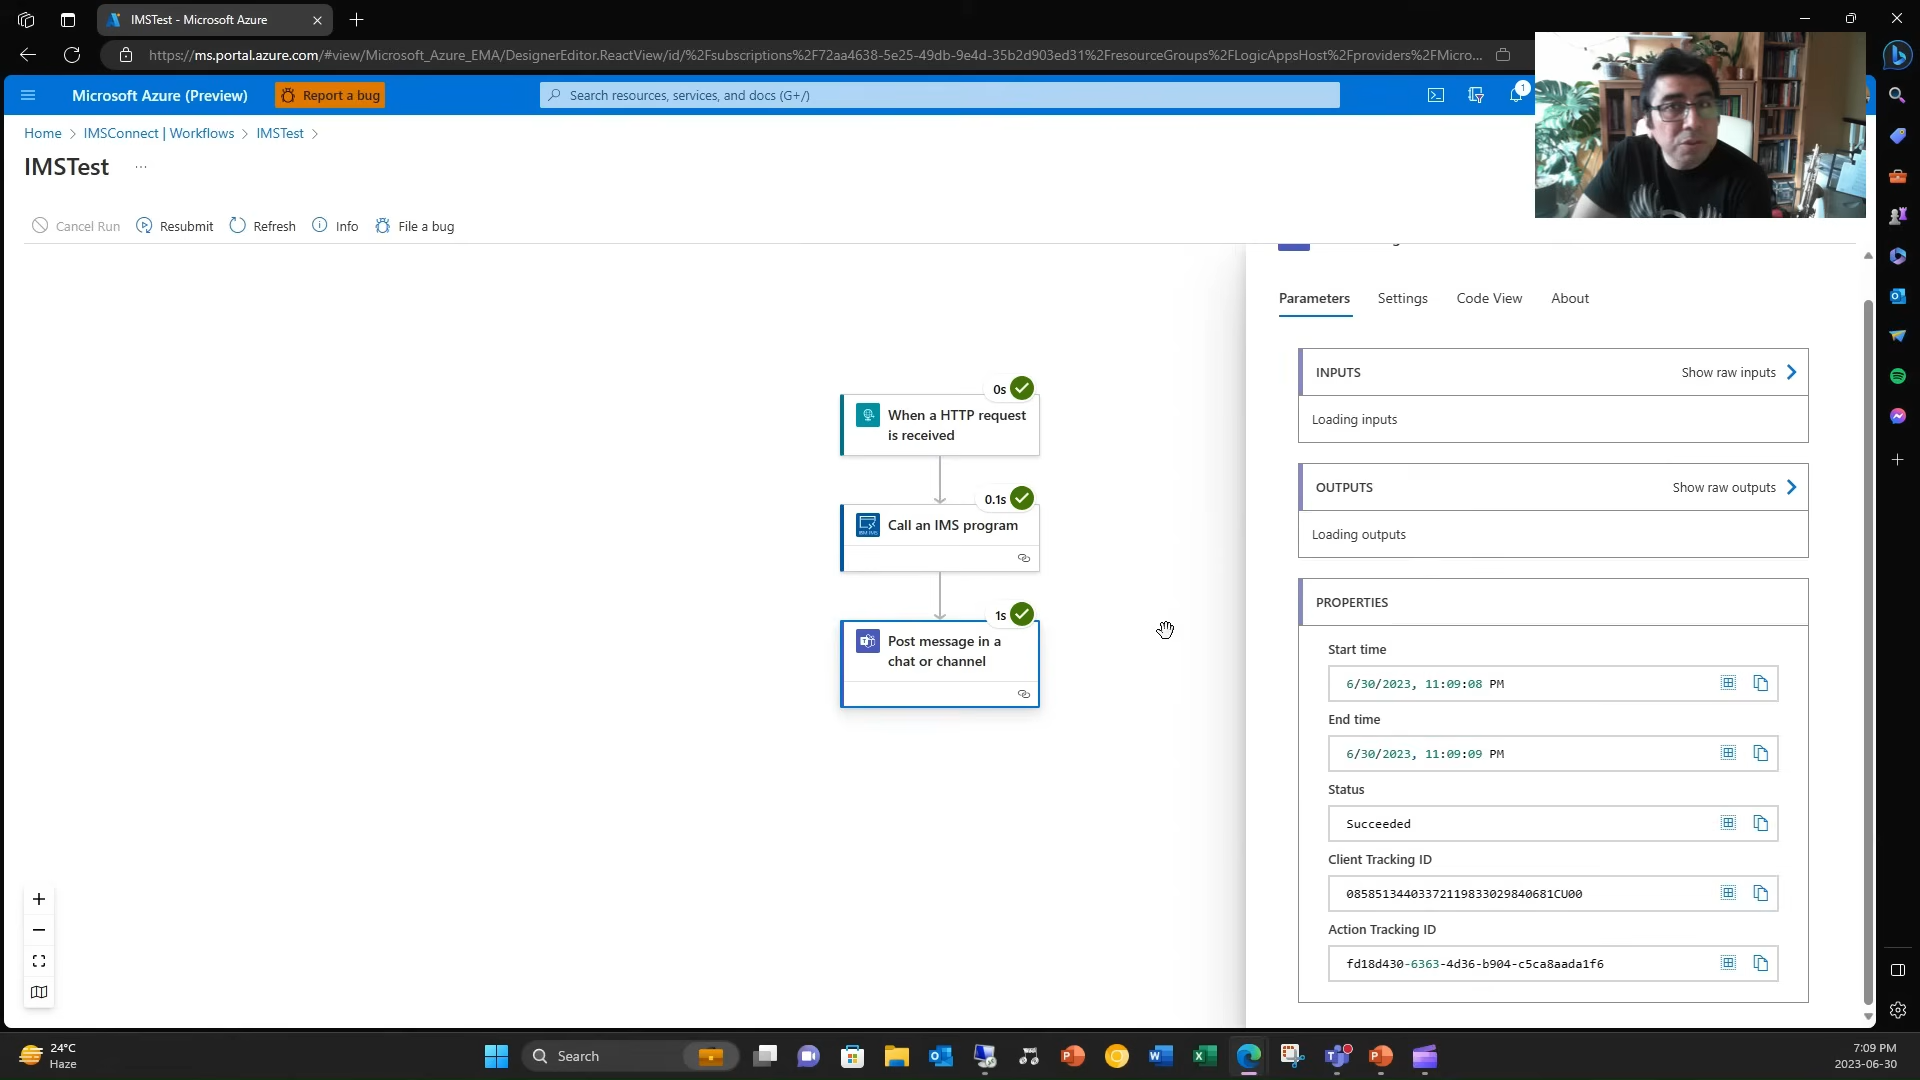 IMSTest - Microsoft Azure
https://ms.portal.azure.com/#view/Microsoft_Azure_EMA/DesignerEditor.ReactView/id/%2Fsubscriptions%2F72aa4638-5e25-49db-9e4d-35b2d903ed31%2FresourceGroups%2FLogicAppsHost%2Fproviders%2FMicro...
Microsoft Azure (Preview)
Report a bug
Search resources, services, and docs (G+/)
1
Home > IMSConnect | Workflows > IMSTest >
IMSTest ...
Cancel Run
Resubmit
Refresh
Info
File a bug
Parameters
Settings
Code View
About
0s
When a HTTP request
is received
0.1s
Call an IMS program
1s
Post message in a
chat or channel
INPUTS
Show raw inputs
Loading inputs
OUTPUTS
Show raw outputs
Loading outputs
PROPERTIES
Start time
6/30/2023, 11:09:08 PM
End time
6/30/2023, 11:09:09 PM
Status
Succeeded
Client Tracking ID
08585134403372119833029840681CU00
Action Tracking ID
fd18d430-6363-4d36-b904-c5ca8aada1f6
24°C
Haze
Search
7:09 PM
2023-06-30